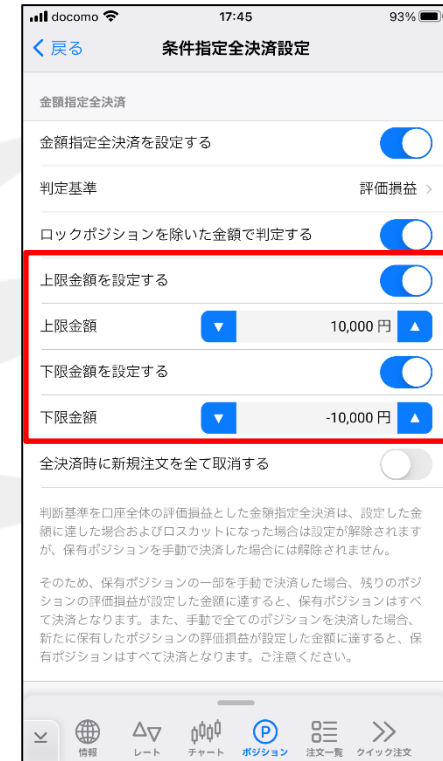 docomo 17:45 93%
戻る 条件指定全決済設定
金額指定全決済
金額指定全決済を設定する
判定基準 評価損益
ロックポジションを除いた金額で判定する
上限金額を設定する
上限金額 ▼ 10,000 円 ▲
下限金額を設定する
下限金額 ▼ -10,000 円 ▲
全決済時に新規注文を全て取消する
判断基準を口座全体の評価損益とした金額指定全決済は、設定した金
額に達した場合およびロスカットになった場合は設定が解除されます
が、保有ポジションを手動で決済した場合には解除されません。
そのため、保有ポジションの一部を手動で決済した場合、残りのポジ
ションの評価損益が設定した金額に達すると、保有ポジションはすべ
て決済となります。また、手動で全てのポジションを決済した場合、
新たに保有したポジションの評価損益が設定した金額に達すると、保
有ポジションはすべて決済となります。ご注意ください。
情報 レート チャート P ポジション 注文一覧 クイック注文